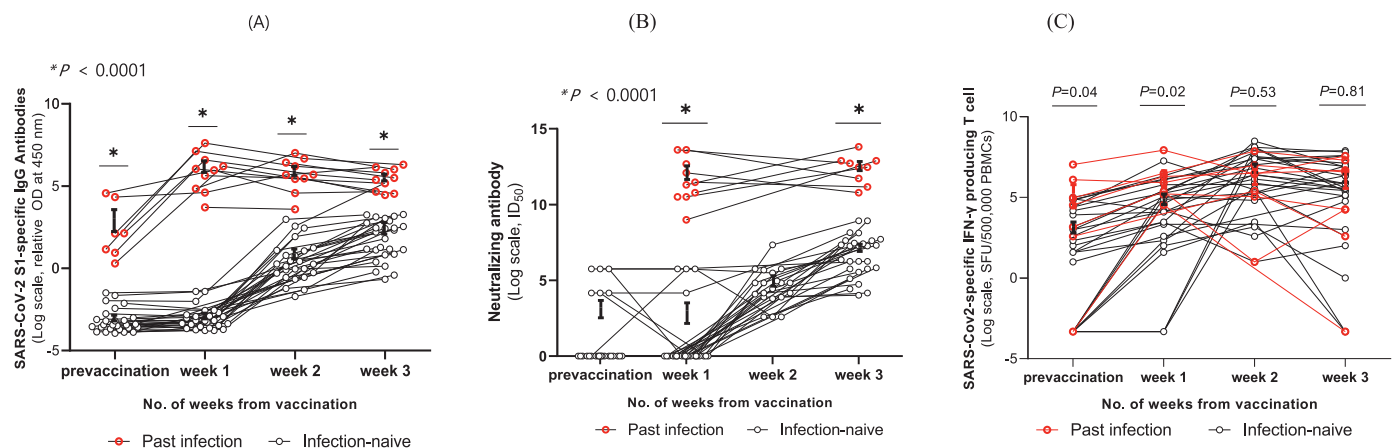 (A)
*P < 0.0001
SARS-CoV-2 S1-specific IgG Antibodies
(Log scale, relative OD at 450 nm)
10
5
0
-5
*
*
*
*
prevaccination week 1 week 2 week 3
No. of weeks from vaccination
Past infection Infection-naive
(B)
*P < 0.0001
Neutralizing antibody
(Log scale, ID50)
15
10
5
0
*
*
prevaccination week 1 week 2 week 3
No. of weeks from vaccination
Past infection Infection-naive
(C)
P=0.04 P=0.02 P=0.53 P=0.81
SARS-Cov2-specific IFN-γ producing T cell
(Log scale, SFU/500,000 PBMCs)
10
5
0
-5
prevaccination week 1 week 2 week 3
No. of weeks from vaccination
Past infection Infection-naive